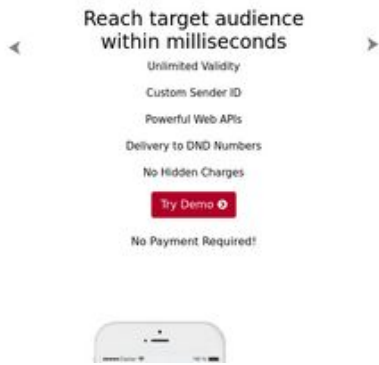 Reach target audience
within milliseconds
Unlimited Validity
Custom Sender ID
Powerful Web APIs
Delivery to DND Numbers
No Hidden Charges
Try Demo
No Payment Required!